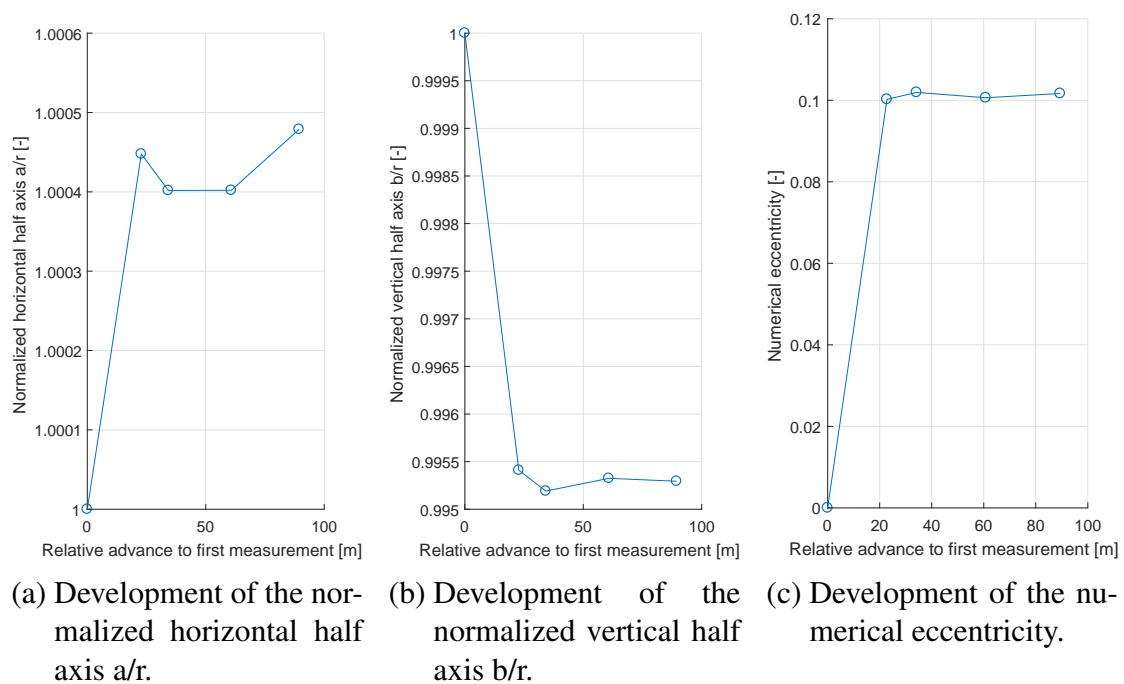 1.0006
1.0005
1.0004
1.0003
1.0002
1.0001
1
0
50
100
Normalized horizontal half axis a/r [-]
Relative advance to first measurement [m]
1
0.9995
0.999
0.9985
0.998
0.9975
0.997
0.9965
0.996
0.9955
0.995
0
50
100
Normalized vertical half axis b/r [-]
Relative advance to first measurement [m]
0.12
0.1
0.08
0.06
0.04
0.02
0
0
20
40
60
80
100
Numerical eccentricity [-]
Relative advance to first measurement [m]
(a) Development of the nor-
malized horizontal half
axis a/r.
(b) Development of the
normalized vertical half
axis b/r.
(c) Development of the nu-
merical eccentricity.